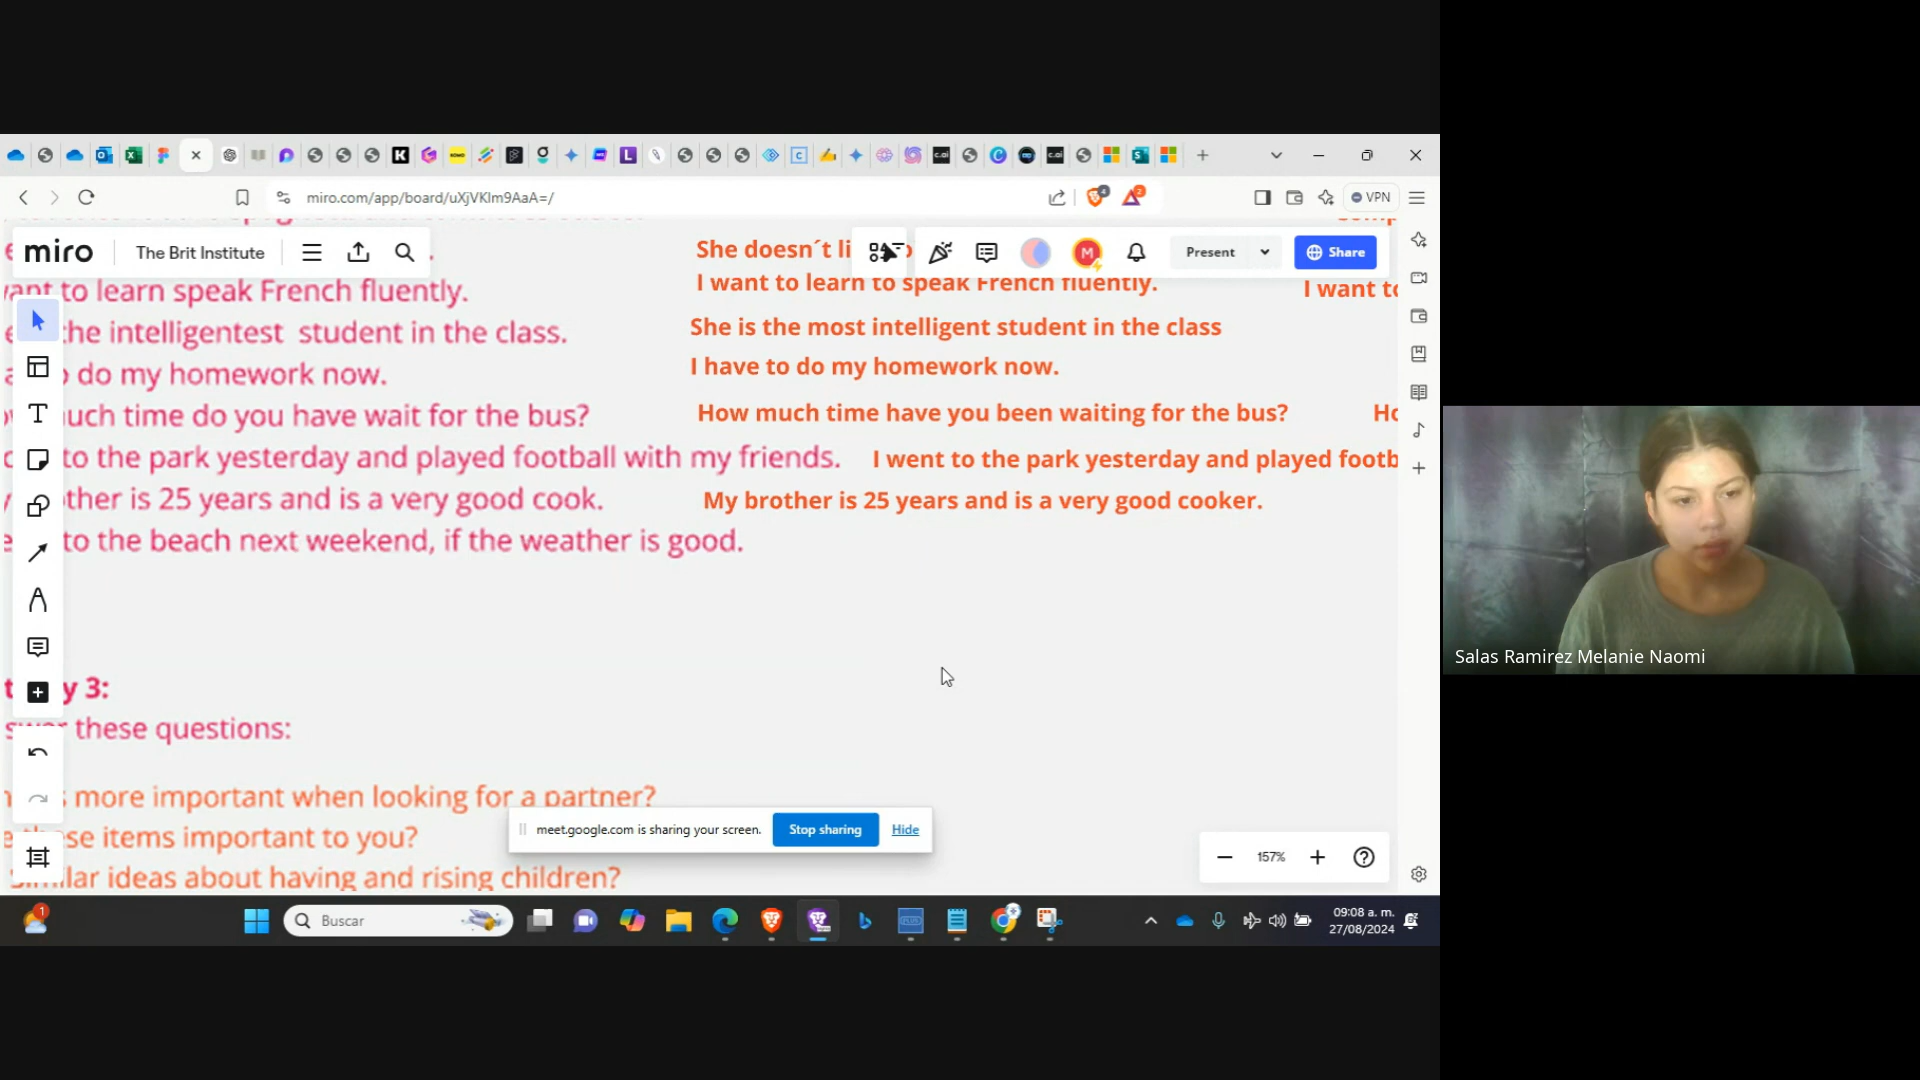 miro.com/app/board/uXjVKlm9AaA=/
VPN
miro
The Brit Institute
She doesn´t li
Present
Share
ant to learn speak French fluently.
I want to learn to speak French fluently.
I want to
the intelligentest student in the class.
She is the most intelligent student in the class
do my homework now.
I have to do my homework now.
much time do you have wait for the bus?
How much time have you been waiting for the bus?
Ho
to the park yesterday and played football with my friends.
I went to the park yesterday and played footb
ther is 25 years and is a very good cook.
My brother is 25 years and is a very good cooker.
to the beach next weekend, if the weather is good.
y 3:
these questions:
more important when looking for a partner?
se items important to you?
ilar ideas about having and rising children?
meet.google.com is sharing your screen.
Stop sharing
Hide
157%
Buscar
09:08 a. m.
27/08/2024
Salas Ramirez Melanie Naomi